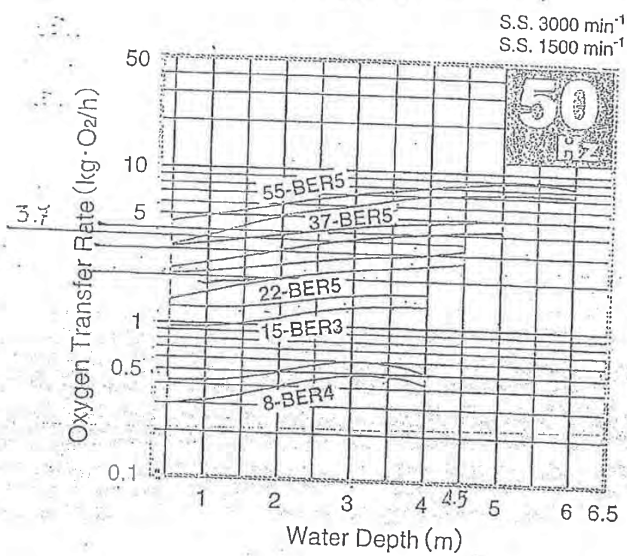 S.S. 3000 min⁻¹
S.S. 1500 min⁻¹
50
Hz
Oxygen Transfer Rate (kg·O2/h)
50
10
5
1
0.5
0.1
55-BER5
37-BER5
22-BER5
15-BER3
8-BER4
1 2 3 4 4.5 5 6 6.5
Water Depth (m)